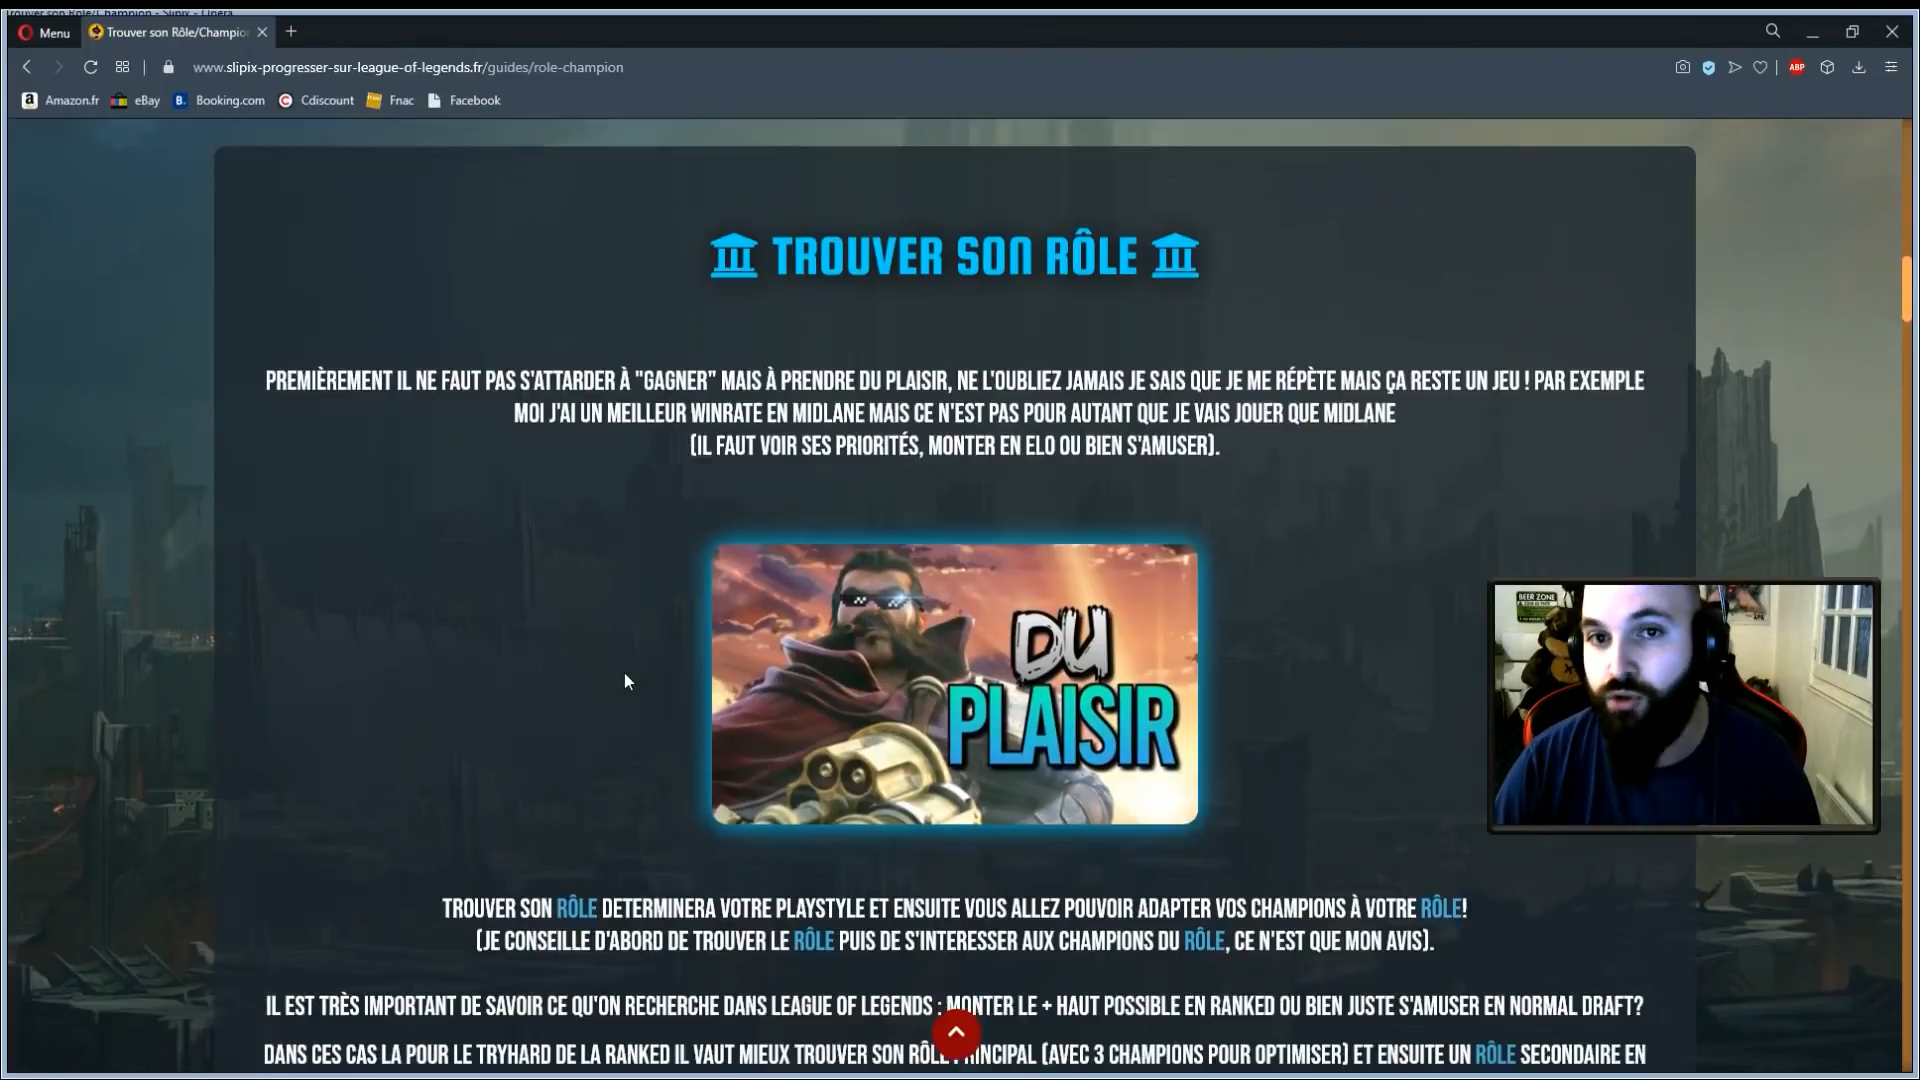 Trouver son Rôle/Champion - Slipix - Opera
Menu
Trouver son Rôle/Champio
www.slipix-progresser-sur-league-of-legends.fr/guides/role-champion
ABP
Amazon.fr
eBay
Booking.com
Cdiscount
Fnac
Facebook
TROUVER SON RÔLE
PREMIÈREMENT IL NE FAUT PAS S'ATTARDER À "GAGNER" MAIS À PRENDRE DU PLAISIR, NE L'OUBLIEZ JAMAIS JE SAIS QUE JE ME RÉPÈTE MAIS ÇA RESTE UN JEU ! PAR EXEMPLE
MOI J'AI UN MEILLEUR WINRATE EN MIDLANE MAIS CE N'EST PAS POUR AUTANT QUE JE VAIS JOUER QUE MIDLANE
(IL FAUT VOIR SES PRIORITÉS, MONTER EN ELO OU BIEN S'AMUSER).
DU
PLAISIR
BEER ZONE
TROUVER SON RÔLE DETERMINERA VOTRE PLAYSTYLE ET ENSUITE VOUS ALLEZ POUVOIR ADAPTER VOS CHAMPIONS À VOTRE RÔLE!
(JE CONSEILLE D'ABORD DE TROUVER LE RÔLE PUIS DE S'INTERESSER AUX CHAMPIONS DU RÔLE, CE N'EST QUE MON AVIS).
IL EST TRÈS IMPORTANT DE SAVOIR CE QU'ON RECHERCHE DANS LEAGUE OF LEGENDS : MONTER LE + HAUT POSSIBLE EN RANKED OU BIEN JUSTE S'AMUSER EN NORMAL DRAFT?
DANS CES CAS LA POUR LE TRYHARD DE LA RANKED IL VAUT MIEUX TROUVER SON RÔLE PRINCIPAL (AVEC 3 CHAMPIONS POUR OPTIMISER) ET ENSUITE UN RÔLE SECONDAIRE EN